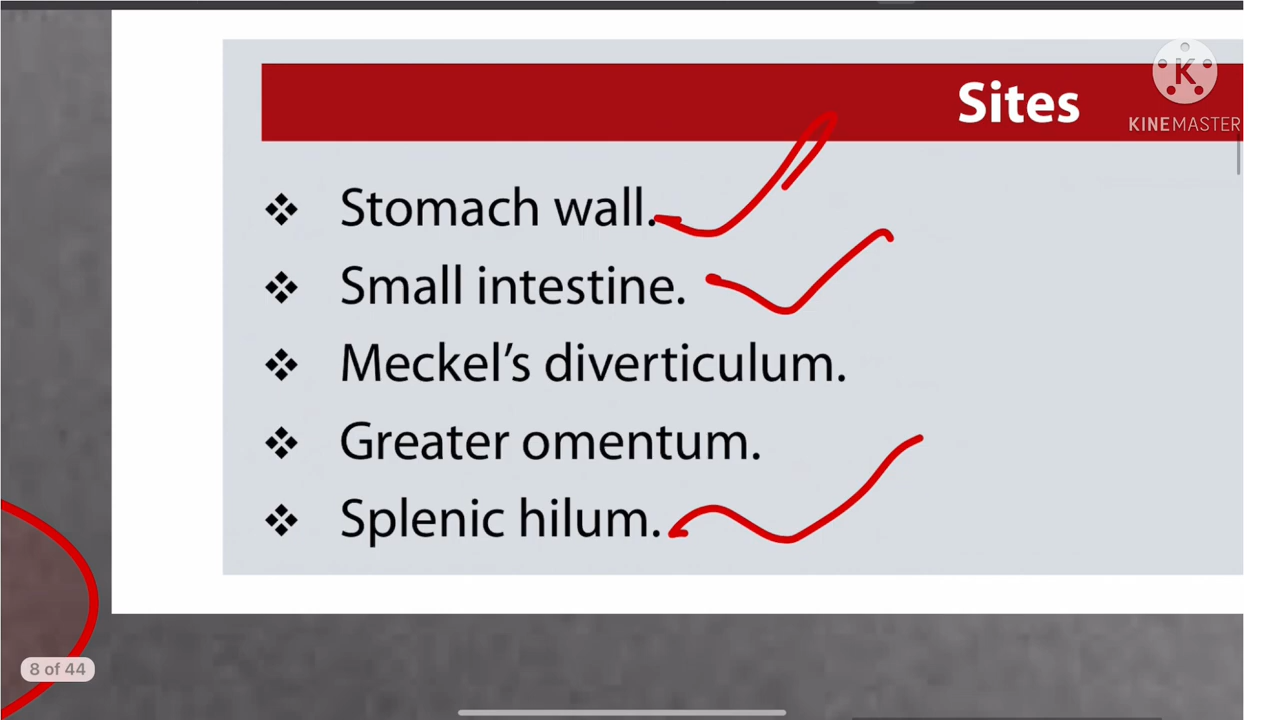 Sites
KINEMASTER
❖ Stomach wall.
❖ Small intestine.
❖ Meckel's diverticulum.
❖ Greater omentum.
❖ Splenic hilum.
8 of 44